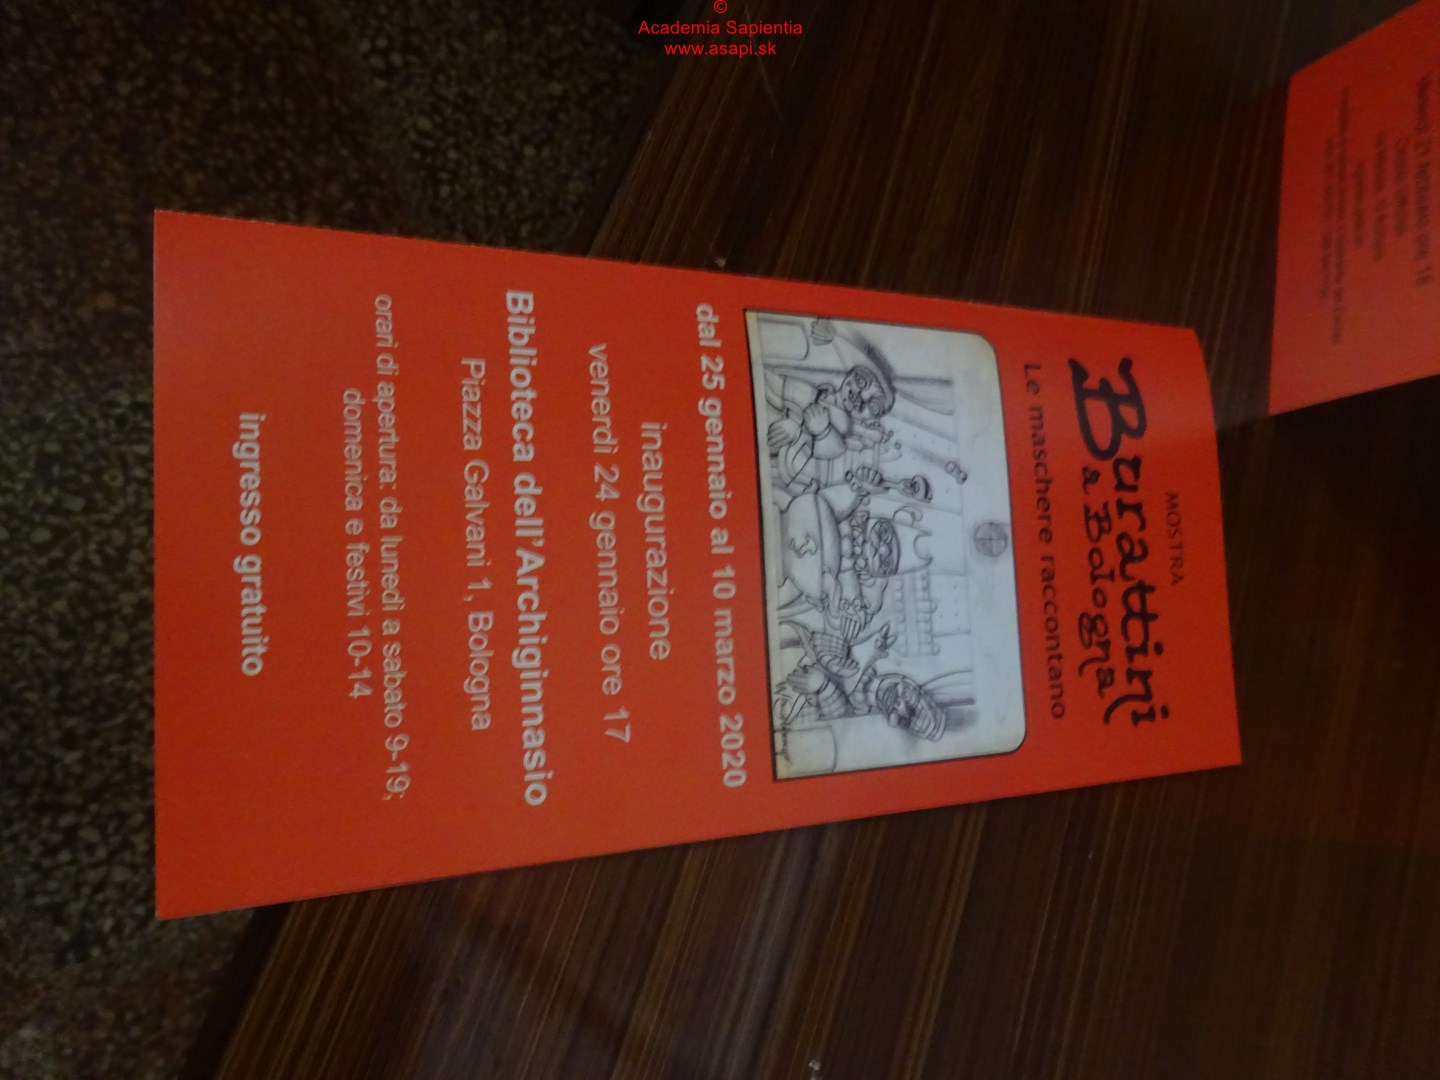 ©
Academia Sapientia
www.asapi.sk
MOSTRA
Burattini
a Bologna
Le maschere raccontano
dal 25 gennaio al 10 marzo 2020
inaugurazione
venerdì 24 gennaio ore 17
Biblioteca dell'Archiginnasio
Piazza Galvani 1, Bologna
orari di apertura: da lunedì a sabato 9-19;
domenica e festivi 10-14
ingresso gratuito